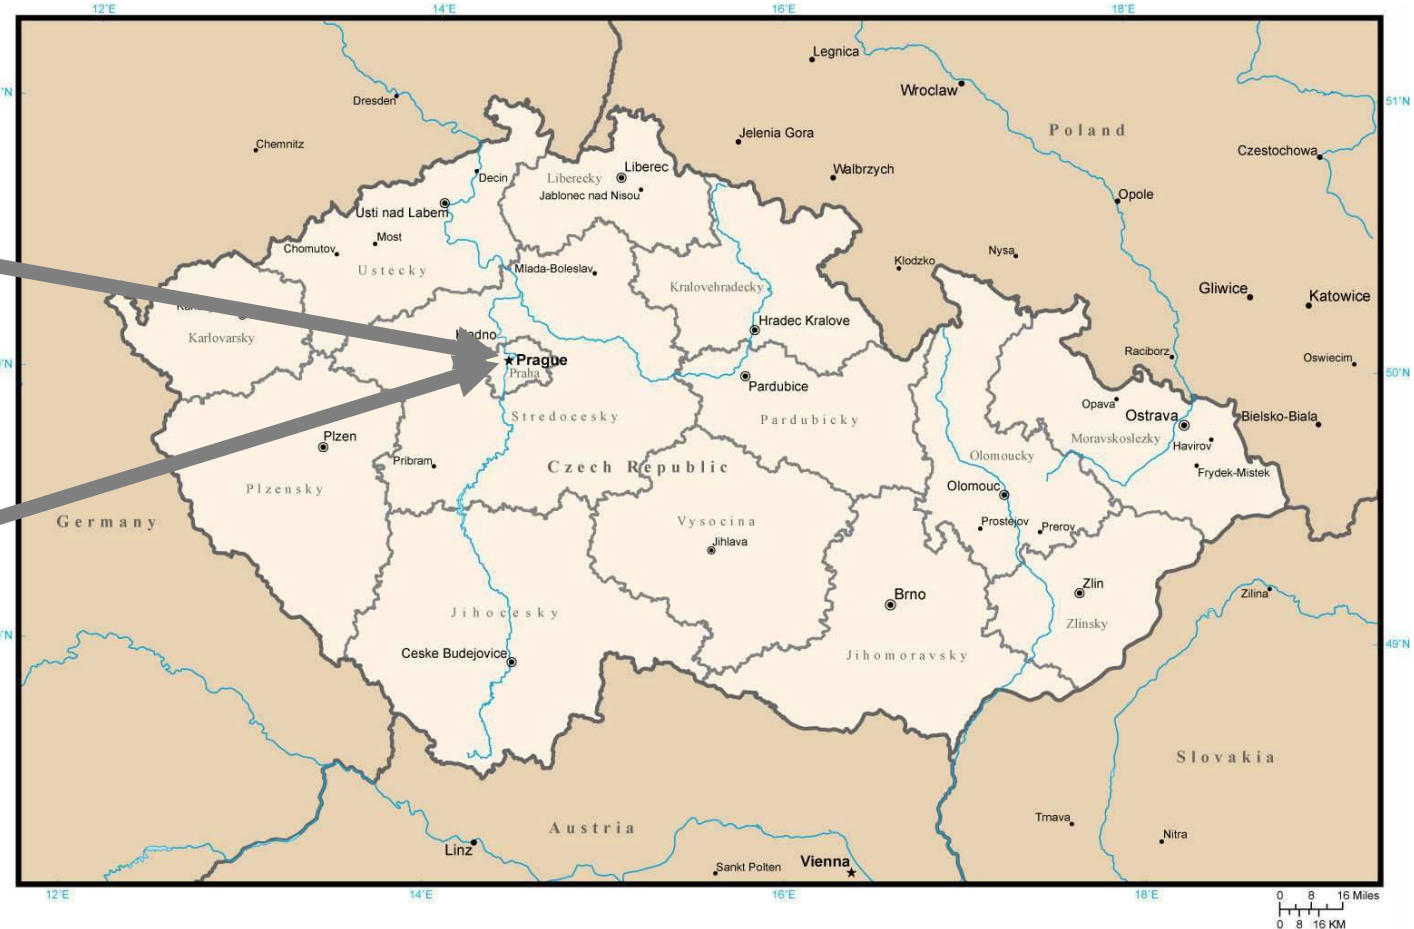 12°E
14°E
16°E
18°E
Legnica
Wroclaw
51°N
Dresden
Jelenia Gora
Poland
Chemnitz
Czestochowa
Liberec
Walbrzych
Decin
Liberecky
Jablonec nad Nisou
Opole
Usti nad Labem
Most
Chomutov
Nysa
Klodzko
Ustecky
Mlada-Boleslav
Kralovehradecky
Gliwice
Katowice
Hradec Kralove
Karlovarsky
Prague
Praha
Raciborz
Oswiecim
50°N
Pardubice
Opava
Ostrava
Bielsko-Biala
Stredocesky
Pardubicky
Plzen
Moravskoslezky
Havirov
Olomoucky
Pribram
Czech Republic
Frydek-Mistek
Plzensky
Olomouc
Germany
Vysocina
Prostejov
Prerov
Jihlava
Zlin
Zilina
Brno
Jihocesky
Zlinsky
Ceske Budejovice
Jihomoravsky
49°N
Slovakia
Trnava
Austria
Nitra
Linz
Vienna
Sankt Polten
12°E
14°E
16°E
18°E
0 8 16 Miles
0 8 16 KM